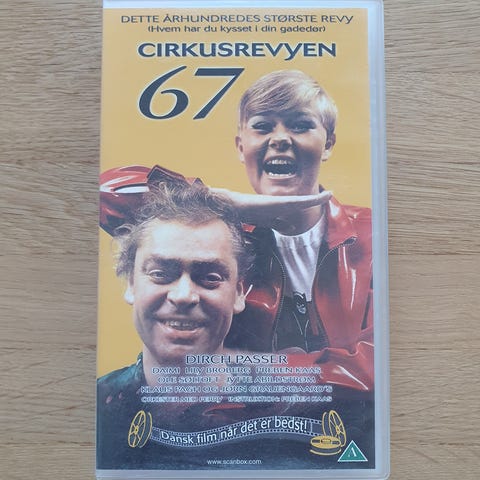 DETTE ÅRHUNDREDES STØRSTE REVY
(Hvem har du kysset i din gadedør)
CIRKUSREVYEN
67
DIRCH PASSER
DAIMI LILY BROBERG PREBEN KAAS
OLE SØLTOFT JYTTE ABILDSTRØM
KLAUS PAGH OG JØRN GRAUENGAARD'S
ORKESTER MED PERRY INSTRUKTION: PREBEN KAAS
Dansk film når det er bedst!
www.scanbox.com
A